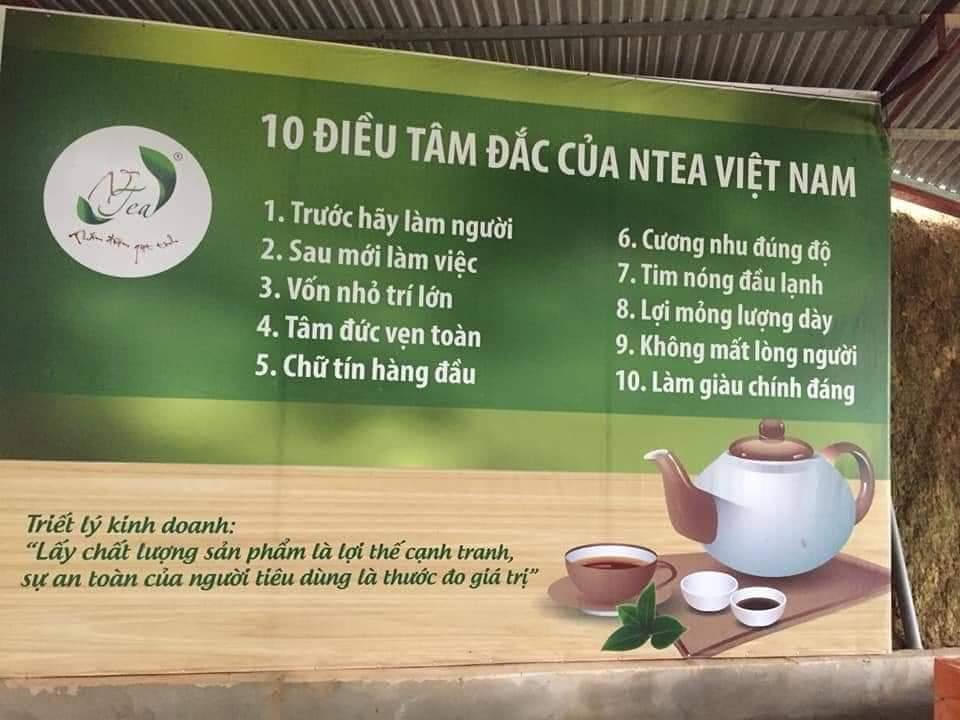 10 ĐIỀU TÂM ĐẮC CỦA NTEA VIỆT NAM
NTea
®
1. Trước hãy làm người
2. Sau mới làm việc
3. Vốn nhỏ trí lớn
4. Tâm đức vẹn toàn
5. Chữ tín hàng đầu
6. Cương nhu đúng độ
7. Tim nóng đầu lạnh
8. Lợi mỏng lượng dày
9. Không mất lòng người
10. Làm giàu chính đáng
Triết lý kinh doanh:
“Lấy chất lượng sản phẩm là lợi thế cạnh tranh,
sự an toàn của người tiêu dùng là thước đo giá trị”